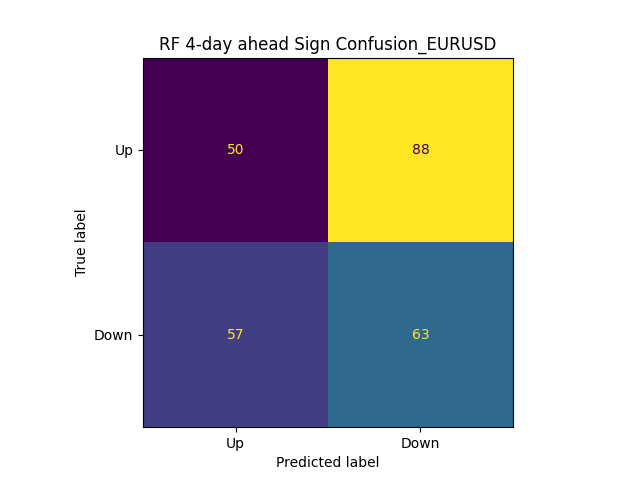 RF 4-day ahead Sign Confusion_EURUSD
True label
Up
50
88
Down
57
63
Up
Down
Predicted label